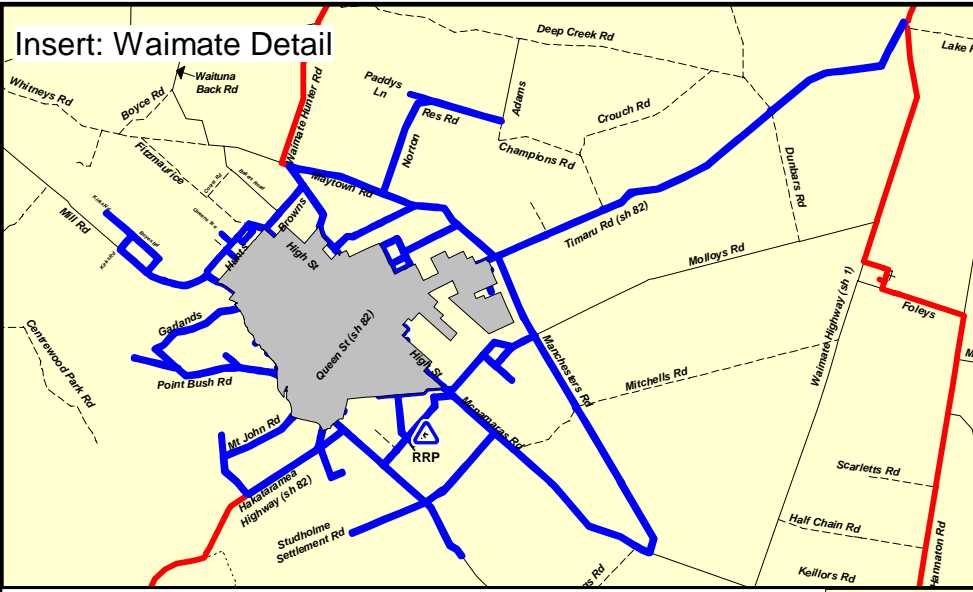 Insert: Waimate Detail
Deep Creek Rd
Waituna
Back Rd
Whitneys Rd
Boyce Rd
Waimate Hunter Rd
Paddys
Ln
Res Rd
Adams
Crouch Rd
Champions Rd
Norton
Fitzmaurice
Maytown Rd
Dunbars Rd
Mill Rd
Browns
Hunts
High St
Timaru Rd (sh 82)
Molloys Rd
Waimate Highway (sh 1)
Foleys
Garlands
Queen St (sh 82)
High St
Manchesters Rd
Mitchells Rd
Point Bush Rd
Centrewood Park Rd
Mcnamaras Rd
Mt John Rd
RRP
Hakataramea
Highway (sh 82)
Scarletts Rd
Studholme
Settlement Rd
Half Chain Rd
Keillors Rd
Hannaton Rd